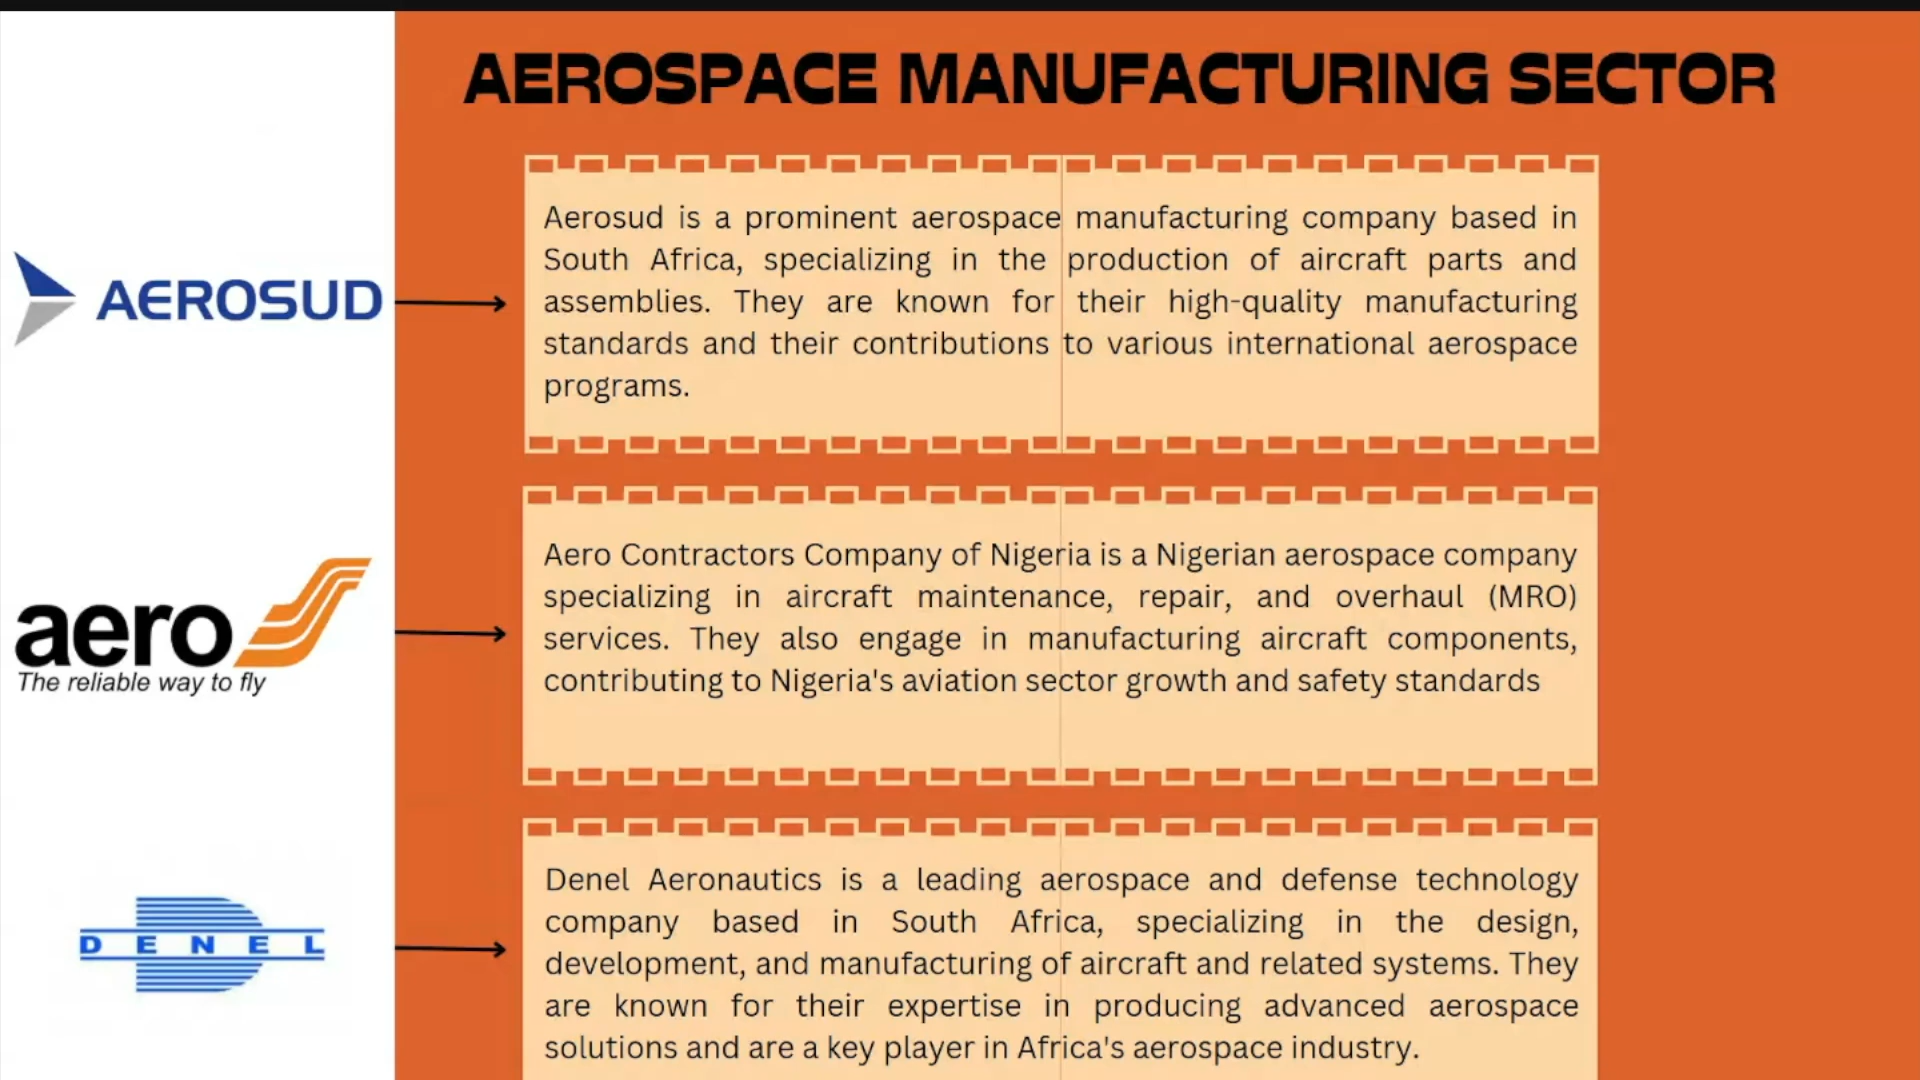 AEROSPACE MANUFACTURING SECTOR
AEROSUD
Aerosud is a prominent aerospace manufacturing company based in
South Africa, specializing in the production of aircraft parts and
assemblies. They are known for their high-quality manufacturing
standards and their contributions to various international aerospace
programs.
aero
The reliable way to fly
Aero Contractors Company of Nigeria is a Nigerian aerospace company
specializing in aircraft maintenance, repair, and overhaul (MRO)
services. They also engage in manufacturing aircraft components,
contributing to Nigeria's aviation sector growth and safety standards
DENEL
Denel Aeronautics is a leading aerospace and defense technology
company based in South Africa, specializing in the design,
development, and manufacturing of aircraft and related systems. They
are known for their expertise in producing advanced aerospace
solutions and are a key player in Africa's aerospace industry.